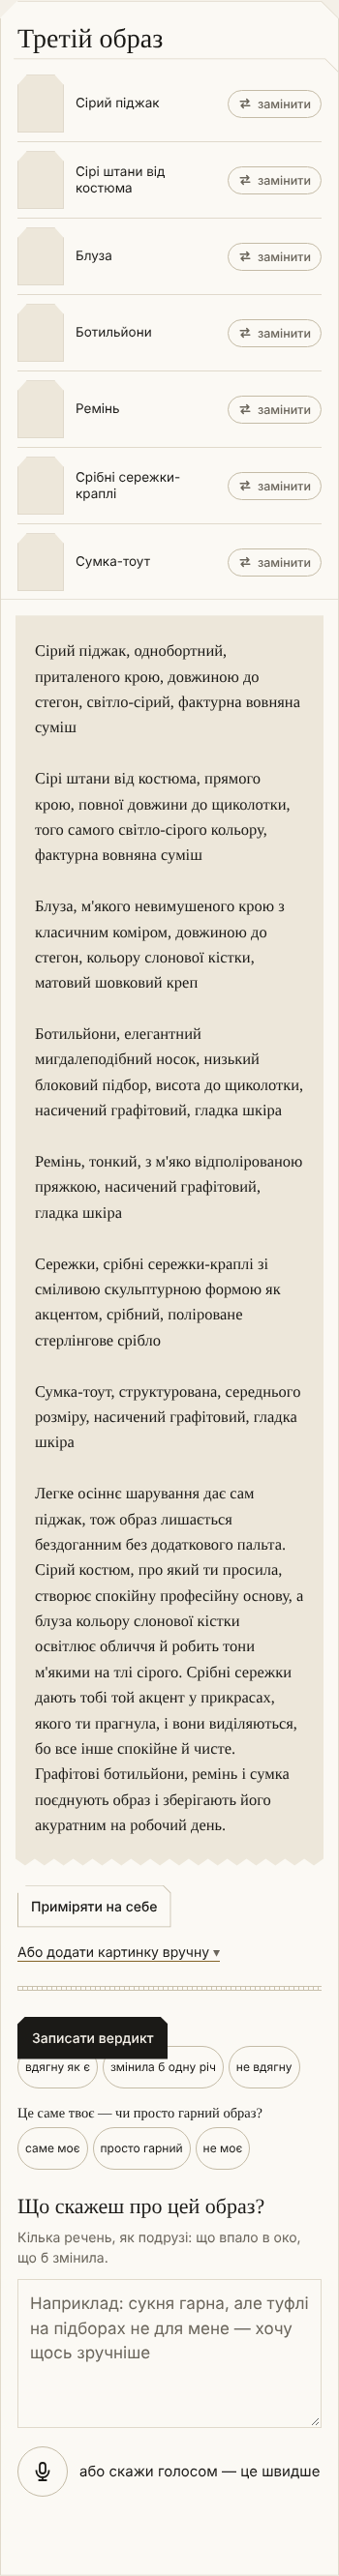 Третій образ
Сірий піджак
замінити
Сірі штани від
костюма
замінити
Блуза
замінити
Ботильйони
замінити
Ремінь
замінити
Срібні сережки-
краплі
замінити
Сумка-тоут
замінити
Сірий піджак, однобортний,
приталеного крою, довжиною до
стегон, світло-сірий, фактурна вовняна
суміш
Сірі штани від костюма, прямого
крою, повної довжини до щиколотки,
того самого світло-сірого кольору,
фактурна вовняна суміш
Блуза, м'якого невимушеного крою з
класичним коміром, довжиною до
стегон, кольору слонової кістки,
матовий шовковий креп
Ботильйони, елегантний
мигдалеподібний носок, низький
блоковий підбор, висота до щиколотки,
насичений графітовий, гладка шкіра
Ремінь, тонкий, з м'яко відполірованою
пряжкою, насичений графітовий,
гладка шкіра
Сережки, срібні сережки-краплі зі
сміливою скульптурною формою як
акцентом, срібний, поліроване
стерлінгове срібло
Сумка-тоут, структурована, середнього
розміру, насичений графітовий, гладка
шкіра
Легке осіннє шарування дає сам
піджак, тож образ лишається
бездоганним без додаткового пальта.
Сірий костюм, про який ти просила,
створює спокійну професійну основу, а
блуза кольору слонової кістки
освітлює обличчя й робить тони
м'якими на тлі сірого. Срібні сережки
дають тобі той акцент у прикрасах,
якого ти прагнула, і вони виділяються,
бо все інше спокійне й чисте.
Графітові ботильйони, ремінь і сумка
поєднують образ і зберігають його
акуратним на робочий день.
Приміряти на себе
Або додати картинку вручну ▾
Записати вердикт
вдягну як є
змінила б одну річ
не вдягну
Це саме твоє — чи просто гарний образ?
саме моє
просто гарний
не моє
Що скажеш про цей образ?
Кілька речень, як подрузі: що впало в око,
що б змінила.
Наприклад: сукня гарна, але туфлі
на підборах не для мене — хочу
щось зручніше
або скажи голосом — це швидше